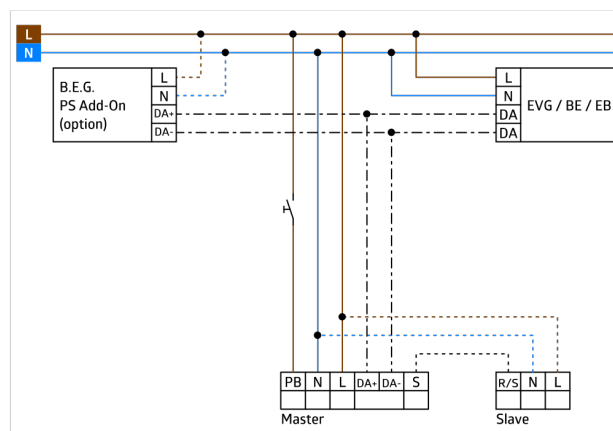 L
N
B.E.G.
PS Add-On
(option)
L
N
DA+
DA-
L
N
DA
DA
EVG / BE / EB
PB N L DA+ DA- S
R/S N L
Master
Slave